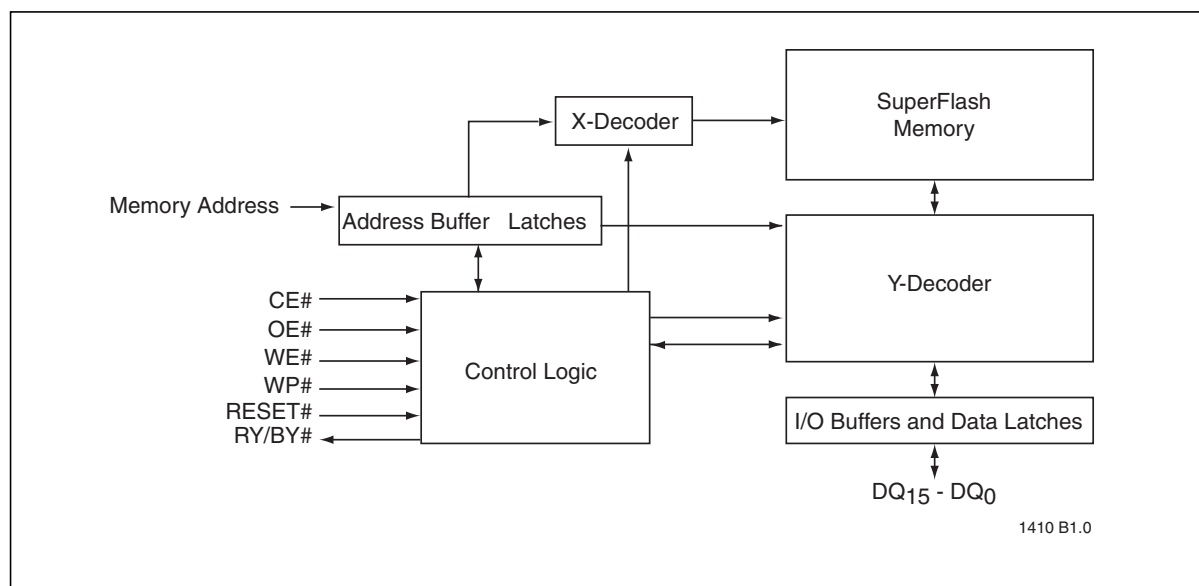 SuperFlash
Memory
X-Decoder
Memory Address
Address Buffer Latches
Y-Decoder
CE#
OE#
WE#
WP#
RESET#
RY/BY#
Control Logic
I/O Buffers and Data Latches
DQ15 - DQ0
1410 B1.0